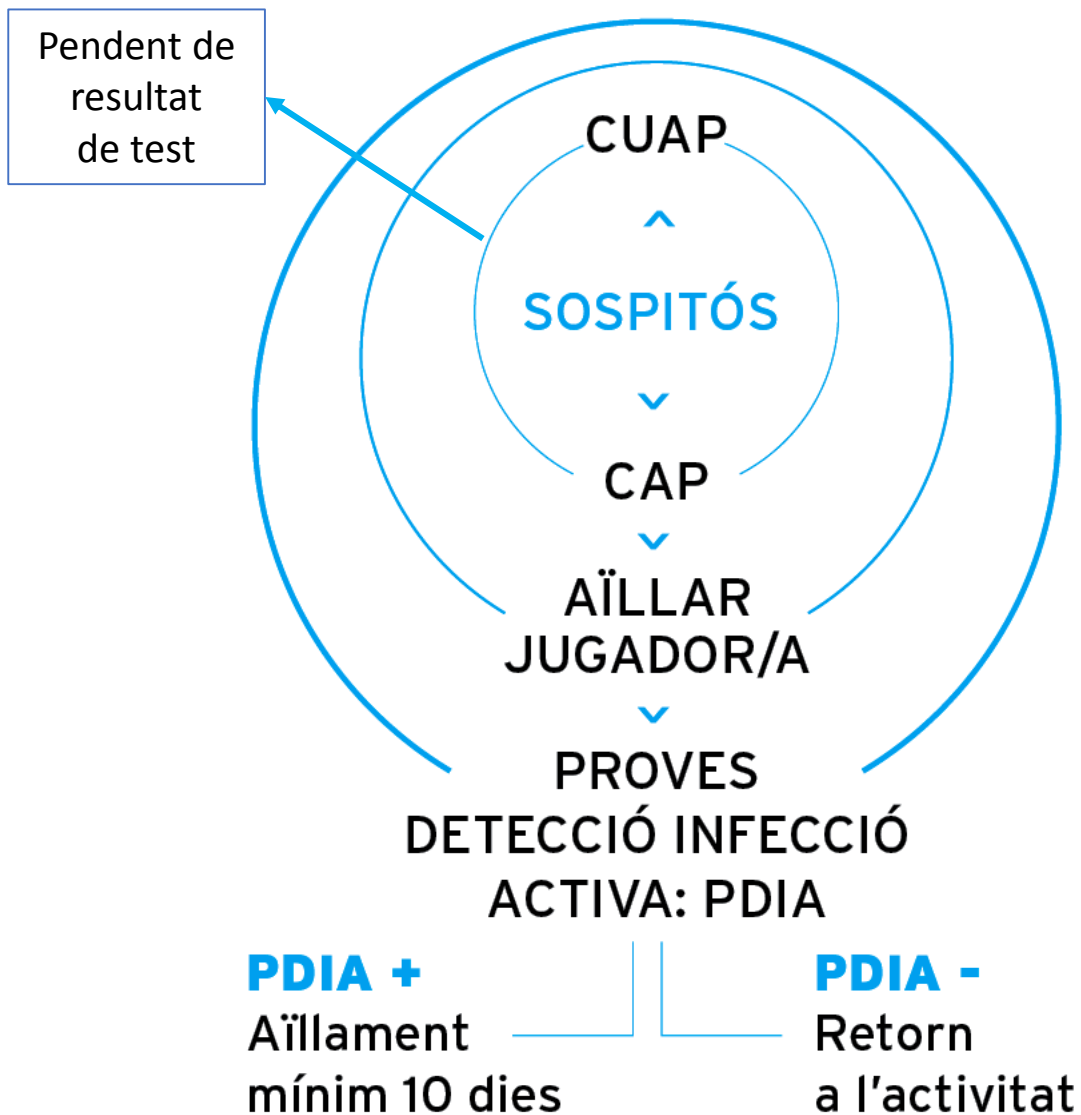 Pendent de
resultat
de test
CUAP
SOSPITÓS
CAP
AÏLLAR
JUGADOR/A
PROVES
DETECCIÓ INFECCIÓ
ACTIVA: PDIA
PDIA +
Aïllament
mínim 10 dies
PDIA -
Retorn
a l'activitat